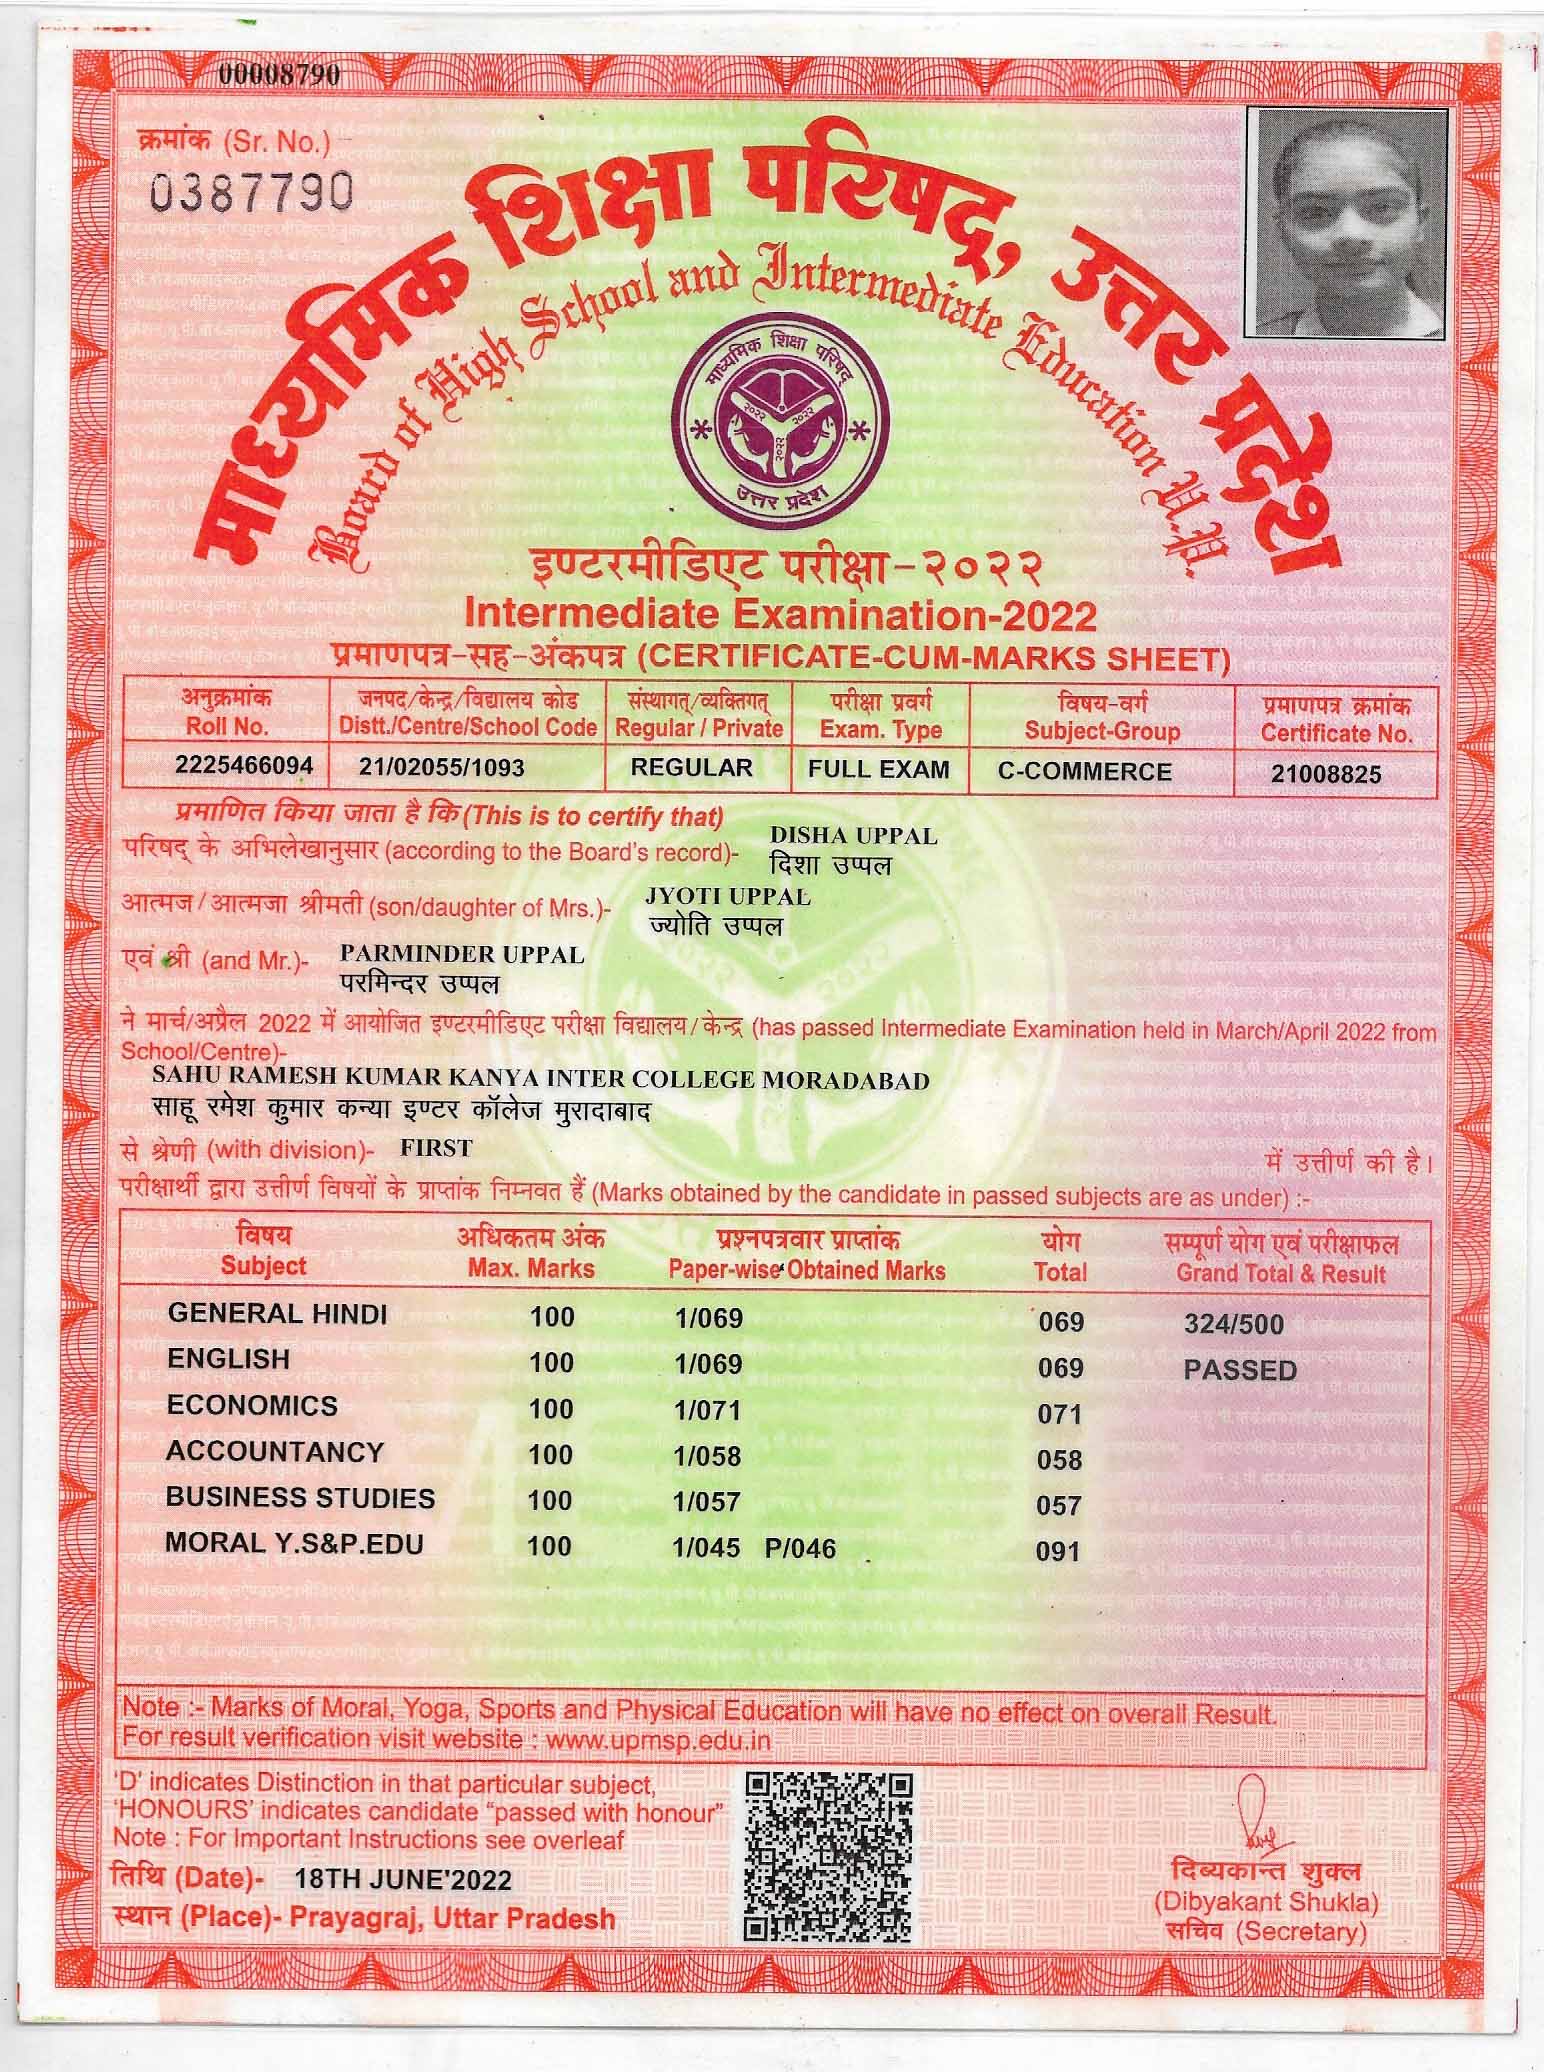 00008790
क्रमांक (Sr. No.)
0387790
माध्यमिक शिक्षा परिषद्, उत्तर प्रदेश
Board of High School and Intermediate Education U.P.
माध्यमिक शिक्षा परिषद्
२०२२ २०२२
२०२२
उत्तर प्रदेश
इण्टरमीडिएट परीक्षा-२०२२
Intermediate Examination-2022
प्रमाणपत्र-सह-अंकपत्र (CERTIFICATE-CUM-MARKS SHEET)
अनुक्रमांक जनपद/केन्द्र/विद्यालय कोड संस्थागत्/व्यक्तिगत् परीक्षा प्रवर्ग विषय-वर्ग प्रमाणपत्र क्रमांक
Roll No. Distt./Centre/School Code Regular / Private Exam. Type Subject-Group Certificate No.
2225466094 21/02055/1093 REGULAR FULL EXAM C-COMMERCE 21008825
प्रमाणित किया जाता है कि (This is to certify that)
परिषद् के अभिलेखानुसार (according to the Board's record)- DISHA UPPAL
दिशा उप्पल
आत्मज/आत्मजा श्रीमती (son/daughter of Mrs.)- JYOTI UPPAL
ज्योति उप्पल
एवं श्री (and Mr.)- PARMINDER UPPAL
परमिन्दर उप्पल
ने मार्च/अप्रैल 2022 में आयोजित इण्टरमीडिएट परीक्षा विद्यालय/केन्द्र (has passed Intermediate Examination held in March/April 2022 from
School/Centre)-
SAHU RAMESH KUMAR KANYA INTER COLLEGE MORADABAD
साहू रमेश कुमार कन्या इण्टर कॉलेज मुरादाबाद
से श्रेणी (with division)- FIRST में उत्तीर्ण की है।
परीक्षार्थी द्वारा उत्तीर्ण विषयों के प्राप्तांक निम्नवत हैं (Marks obtained by the candidate in passed subjects are as under) :-
विषय अधिकतम अंक प्रश्नपत्रवार प्राप्तांक योग सम्पूर्ण योग एवं परीक्षाफल
Subject Max. Marks Paper-wise Obtained Marks Total Grand Total & Result
GENERAL HINDI 100 1/069 069 324/500
ENGLISH 100 1/069 069 PASSED
ECONOMICS 100 1/071 071
ACCOUNTANCY 100 1/058 058
BUSINESS STUDIES 100 1/057 057
MORAL Y.S&P.EDU 100 1/045 P/046 091
Note :- Marks of Moral, Yoga, Sports and Physical Education will have no effect on overall Result.
For result verification visit website : www.upmsp.edu.in
'D' indicates Distinction in that particular subject,
'HONOURS' indicates candidate "passed with honour"
Note : For Important Instructions see overleaf
तिथि (Date)- 18TH JUNE'2022
स्थान (Place)- Prayagraj, Uttar Pradesh
दिव्यकान्त शुक्ल
(Dibyakant Shukla)
सचिव (Secretary)